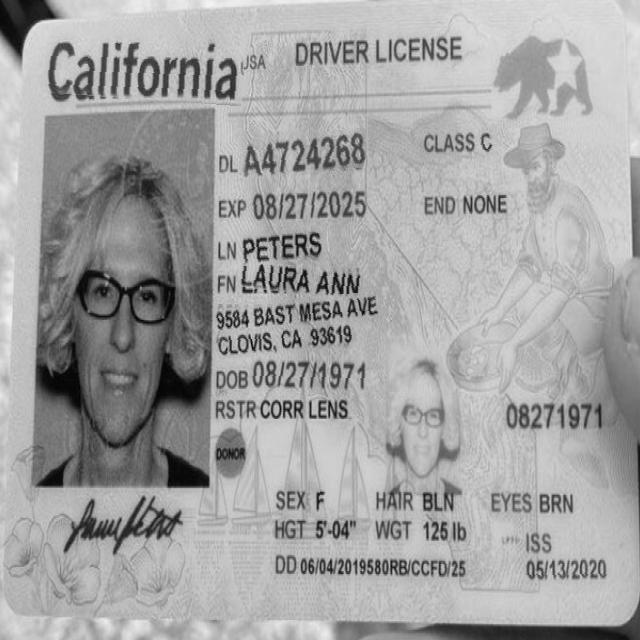 California USA DRIVER LICENSE
DL A4724268 CLASS C
EXP 08/27/2025 END NONE
LN PETERS
FN LAURA ANN
9584 BAST MESA AVE
CLOVIS, CA 93619
DOB 08/27/1971
RSTR CORR LENS 08271971
DONOR
SEX F HAIR BLN EYES BRN
HGT 5'-04" WGT 125 lb ISS
DD 06/04/2019580RB/CCFD/25 05/13/2020